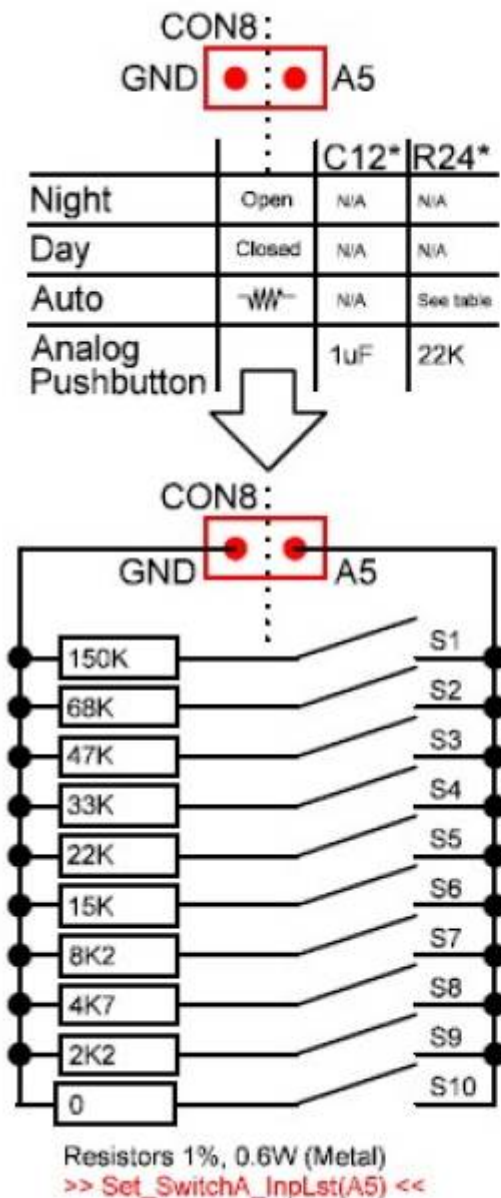 CON8:
GND A5
C12* R24*
Night Open N/A N/A
Day Closed N/A N/A
Auto N/A See table
Analog
Pushbutton 1uF 22K
CON8:
GND A5
150K S1
68K S2
47K S3
33K S4
22K S5
15K S6
8K2 S7
4K7 S8
2K2 S9
0 S10
Resistors 1%, 0.6W (Metal)
>> Set_SwitchA_InpLst(A5) <<